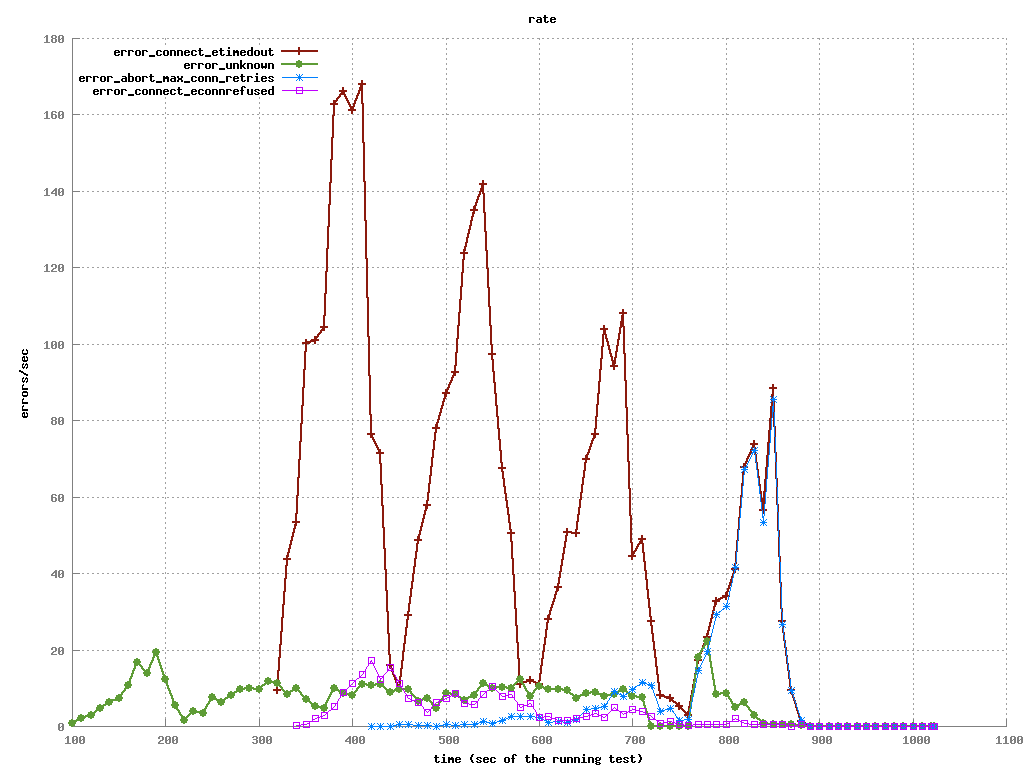 rate
180
160
140
120
100
80
60
40
20
0
error_connect_etimedout
error_unknown
error_abort_max_conn_retries
error_connect_econnrefused
errors/sec
100 200 300 400 500 600 700 800 900 1000 1100
time (sec of the running test)